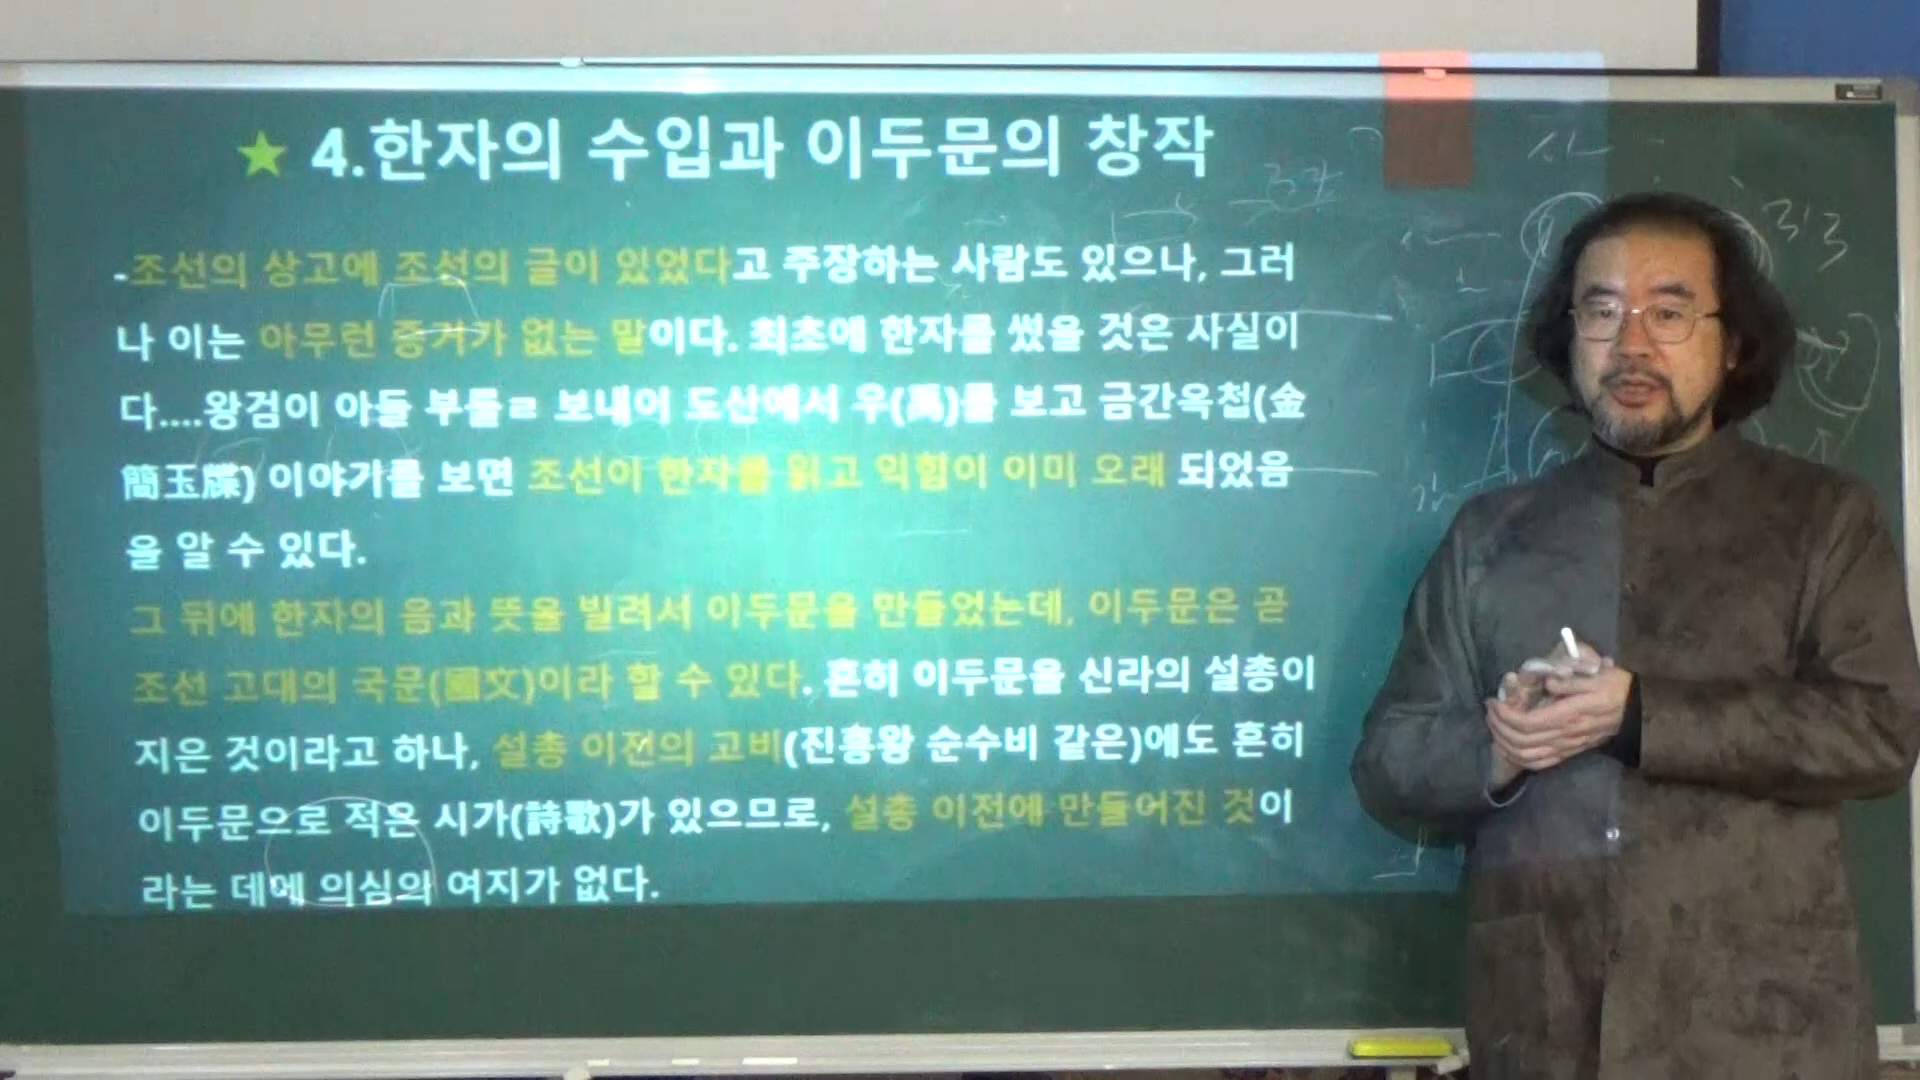 ★ 4.한자의 수입과 이두문의 창작
-조선의 상고에 조선의 글이 있었다고 주장하는 사람도 있으나, 그러
나 이는 아무런 증거가 없는 말이다. 최초에 한자를 썼을 것은 사실이
다....왕검이 아들 부루ㄹ 보내어 도산에서 우(禹)를 보고 금간옥첩(金
簡玉牒) 이야기를 보면 조선이 한자를 읽고 익힘이 이미 오래 되었음
을 알 수 있다.
그 뒤에 한자의 음과 뜻을 빌려서 이두문을 만들었는데, 이두문은 곧
조선 고대의 국문(國文)이라 할 수 있다. 흔히 이두문을 신라의 설총이
지은 것이라고 하나, 설총 이전의 고비(진흥왕 순수비 같은)에도 흔히
이두문으로 적은 시가(詩歌)가 있으므로, 설총 이전에 만들어진 것이
라는 데에 의심의 여지가 없다.